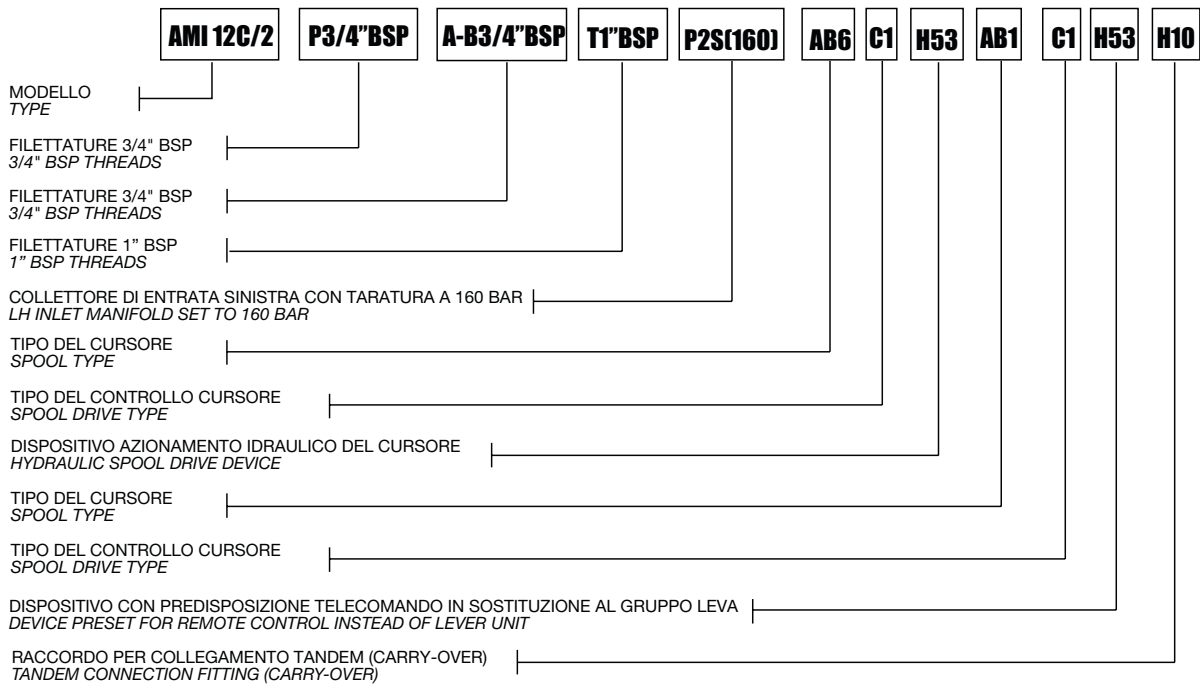 AMI 12C/2 P3/4”BSP A-B3/4”BSP T1”BSP P2S(160) AB6 C1 H53 AB1 C1 H53 H10
MODELLO
TYPE
FILETTATURE 3/4" BSP
3/4" BSP THREADS
FILETTATURE 3/4" BSP
3/4" BSP THREADS
FILETTATURE 1” BSP
1” BSP THREADS
COLLETTORE DI ENTRATA SINISTRA CON TARATURA A 160 BAR
LH INLET MANIFOLD SET TO 160 BAR
TIPO DEL CURSORE
SPOOL TYPE
TIPO DEL CONTROLLO CURSORE
SPOOL DRIVE TYPE
DISPOSITIVO AZIONAMENTO IDRAULICO DEL CURSORE
HYDRAULIC SPOOL DRIVE DEVICE
TIPO DEL CURSORE
SPOOL TYPE
TIPO DEL CONTROLLO CURSORE
SPOOL DRIVE TYPE
DISPOSITIVO CON PREDISPOSIZIONE TELECOMANDO IN SOSTITUZIONE AL GRUPPO LEVA
DEVICE PRESET FOR REMOTE CONTROL INSTEAD OF LEVER UNIT
RACCORDO PER COLLEGAMENTO TANDEM (CARRY-OVER)
TANDEM CONNECTION FITTING (CARRY-OVER)